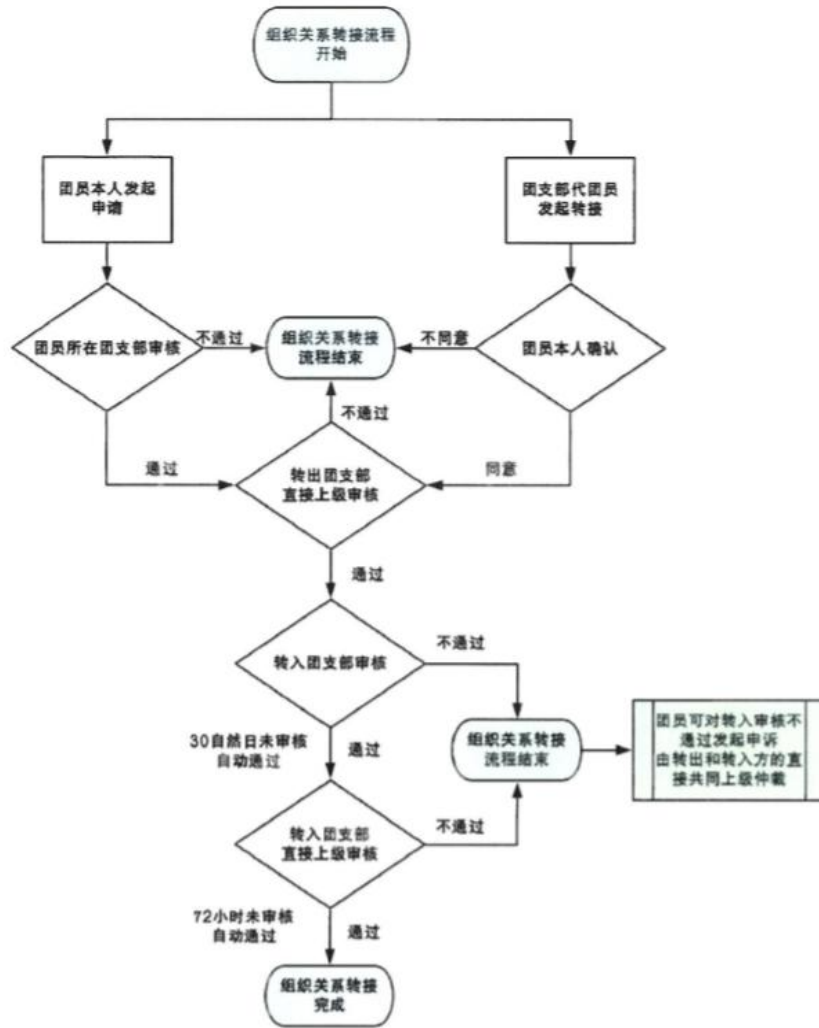 组织关系转接流程
开始
团员本人发起
申请
团支部代团员
发起转接
团员所在团支部审核
不通过
组织关系转接
流程结束
不同意
团员本人确认
不通过
通过
转出团支部
直接上级审核
同意
通过
转入团支部审核
不通过
30自然日未审核
自动通过
通过
组织关系转接
流程结束
团员可对转入审核不
通过发起申诉
由转出和转入方的直
接共同上级仲裁
转入团支部
直接上级审核
不通过
72小时未审核
自动通过
通过
组织关系转接
完成